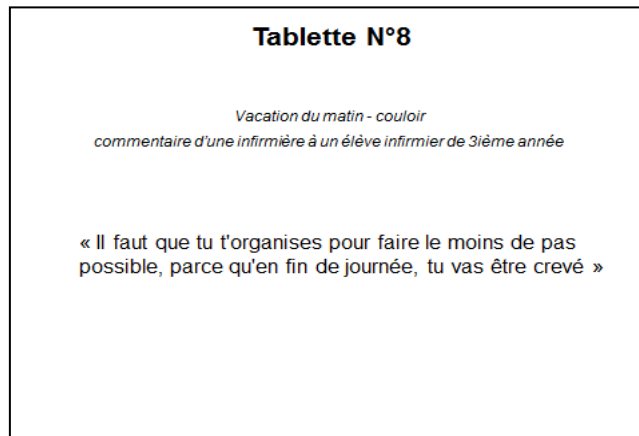 Tablette N°8
Vacation du matin - couloir
commentaire d'une infirmière à un élève infirmier de 3ième année
« Il faut que tu t'organises pour faire le moins de pas
possible, parce qu'en fin de journée, tu vas être crevé »